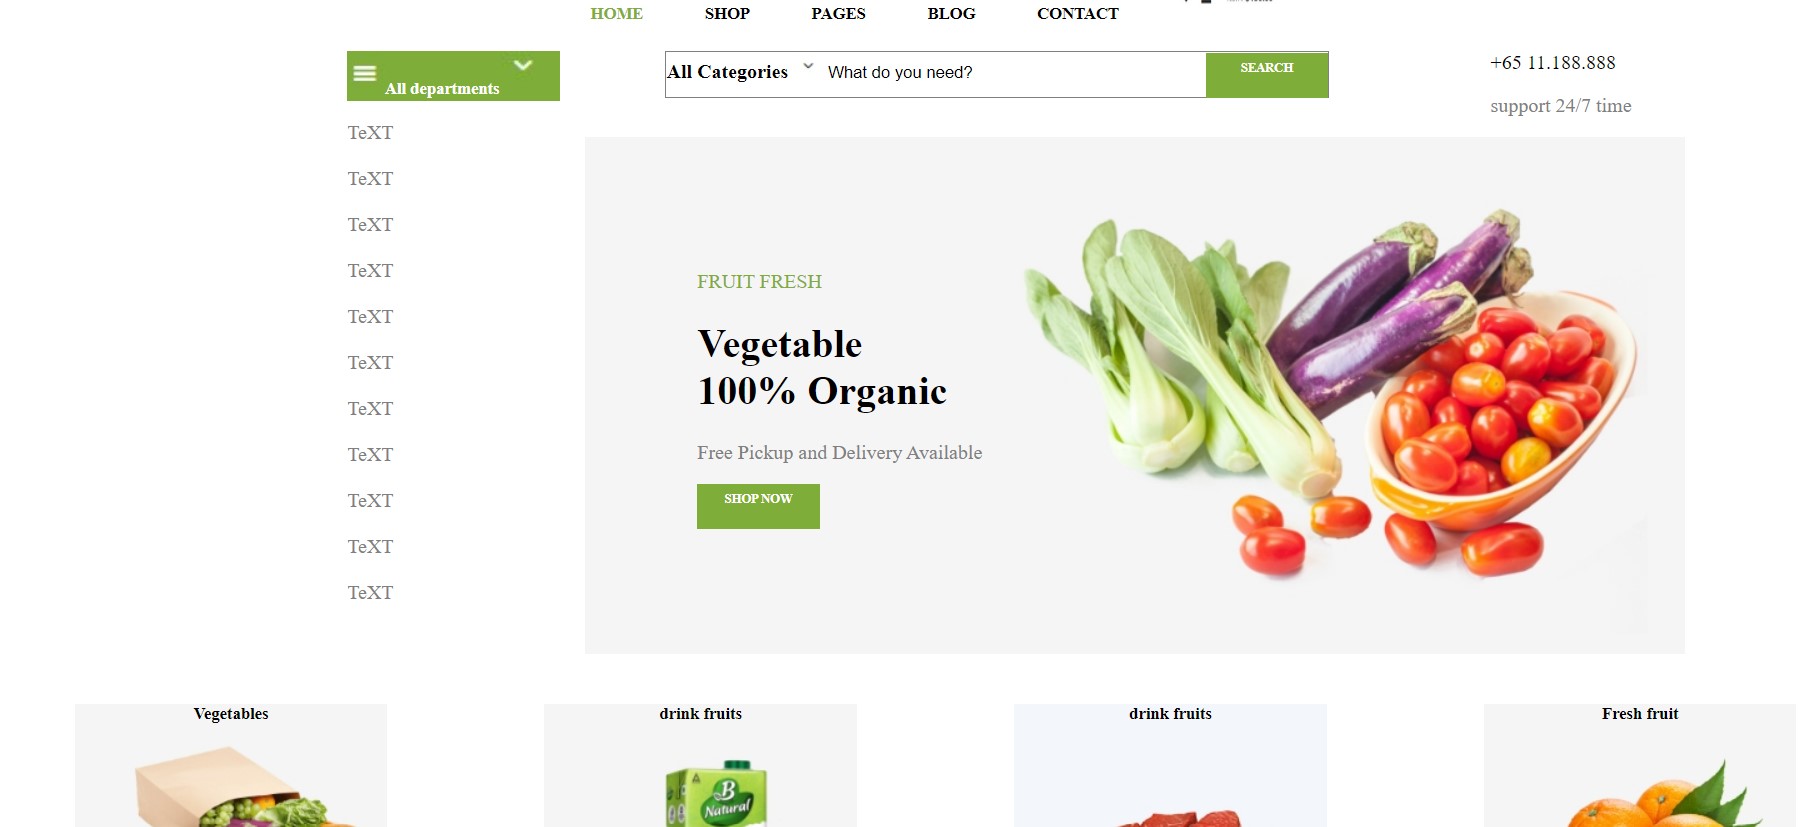 HOME SHOP PAGES BLOG CONTACT
All departments
All Categories What do you need? SEARCH
+65 11.188.888
support 24/7 time
TeXT
TeXT
TeXT
TeXT
TeXT
TeXT
TeXT
TeXT
TeXT
TeXT
TeXT
FRUIT FRESH
Vegetable
100% Organic
Free Pickup and Delivery Available
SHOP NOW
Vegetables
drink fruits
drink fruits
Fresh fruit
B
Natural